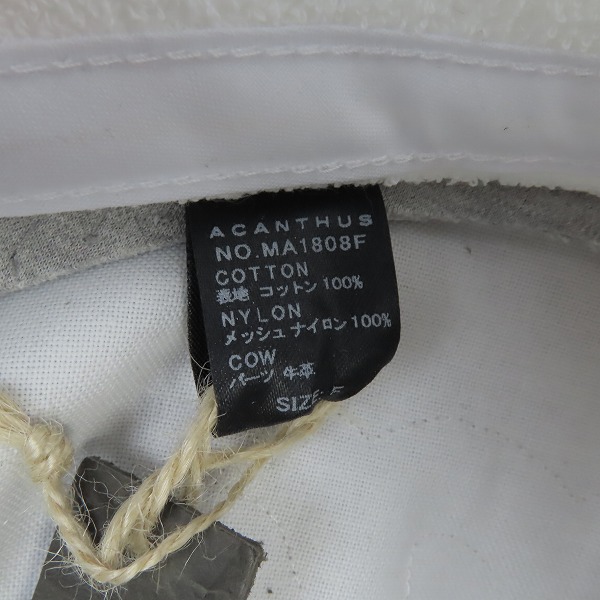 ACANTHUS
NO.MA1808F
COTTON
表地 コットン100%
NYLON
メッシュナイロン100%
COW
パーツ 牛革
SIZE: F